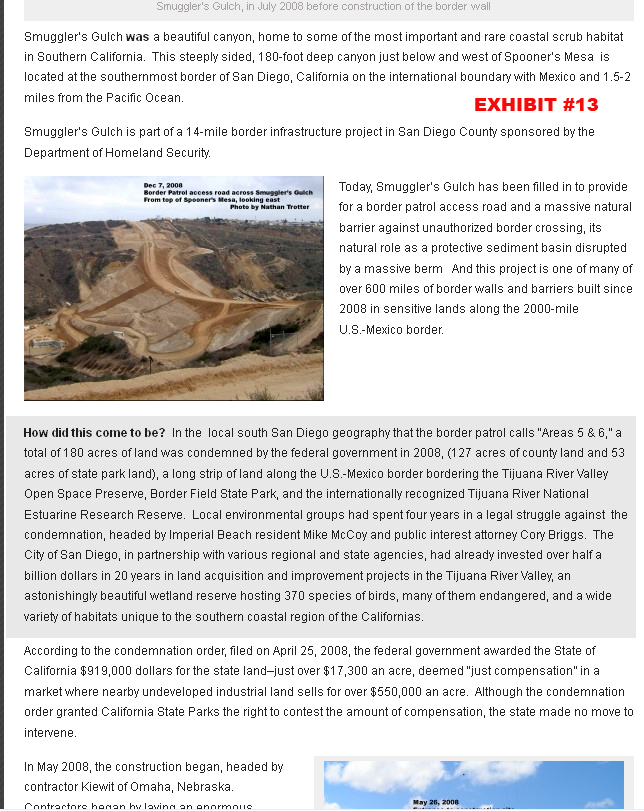 Smuggler's Gulch, in July 2008 before construction of the border wall
Smuggler's Gulch was a beautiful canyon, home to some of the most important and rare coastal scrub habitat
in Southern California.  This steeply sided, 180-foot deep canyon just below and west of Spooner's Mesa  is
located at the southernmost border of San Diego, California on the international boundary with Mexico and 1.5-2
miles from the Pacific Ocean.
EXHIBIT #13
Smuggler's Gulch is part of a 14-mile border infrastructure project in San Diego County sponsored by the
Department of Homeland Security.
Dec 7, 2008
Border Patrol access road across Smuggler's Gulch
From top of Spooner's Mesa, looking east
Photo by Nathan Trotter
Today, Smuggler's Gulch has been filled in to provide
for a border patrol access road and a massive natural
barrier against unauthorized border crossing, its
natural role as a protective sediment basin disrupted
by a massive berm   And this project is one of many of
over 600 miles of border walls and barriers built since
2008 in sensitive lands along the 2000-mile
U.S.-Mexico border.
How did this come to be?  In the  local south San Diego geography that the border patrol calls "Areas 5 & 6," a
total of 180 acres of land was condemned by the federal government in 2008, (127 acres of county land and 53
acres of state park land), a long strip of land along the U.S.-Mexico border bordering the Tijuana River Valley
Open Space Preserve, Border Field State Park, and the internationally recognized Tijuana River National
Estuarine Research Reserve.  Local environmental groups had spent four years in a legal struggle against  the
condemnation, headed by Imperial Beach resident Mike McCoy and public interest attorney Cory Briggs.  The
City of San Diego, in partnership with various regional and state agencies, had already invested over half a
billion dollars in 20 years in land acquisition and improvement projects in the Tijuana River Valley, an
astonishingly beautiful wetland reserve hosting 370 species of birds, many of them endangered, and a wide
variety of habitats unique to the southern coastal region of the Californias.
According to the condemnation order, filed on April 25, 2008, the federal government awarded the State of
California $919,000 dollars for the state land–just over $17,300 an acre, deemed "just compensation" in a
market where nearby undeveloped industrial land sells for over $550,000 an acre.  Although the condemnation
order granted California State Parks the right to contest the amount of compensation, the state made no move to
intervene.
In May 2008, the construction began, headed by
contractor Kiewit of Omaha, Nebraska.
Contractors began by laying an enormous
May 26, 2008
Entrance to construction site